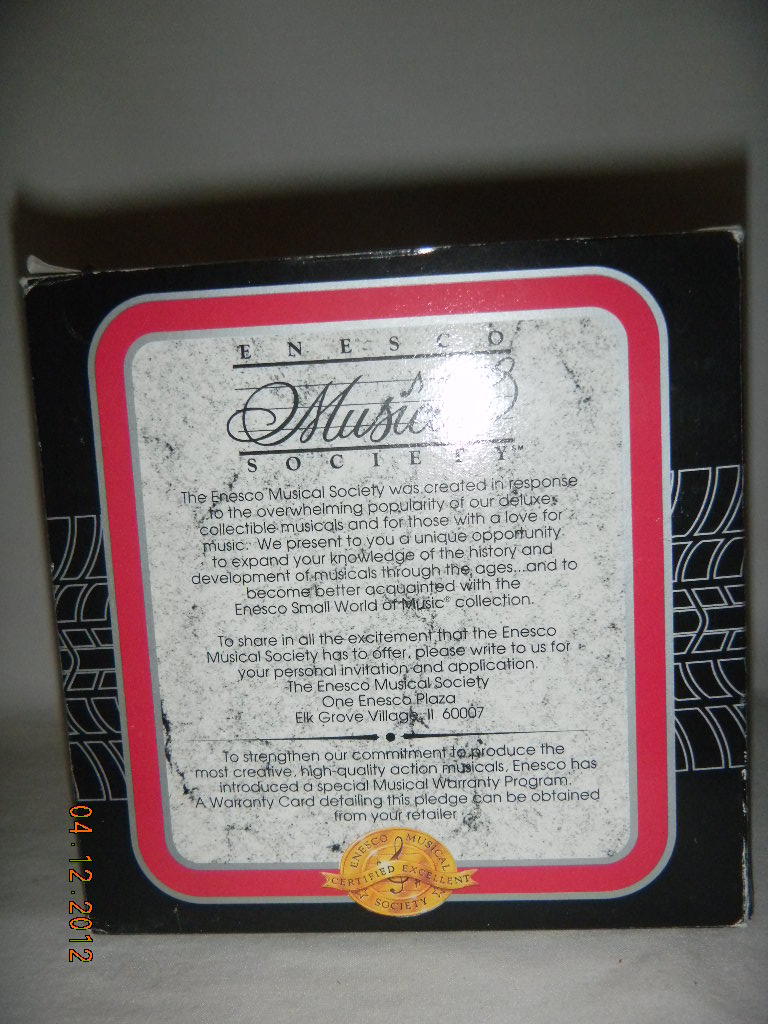 ENESCO
Musical
SOCIETY℠
The Enesco Musical Society was created in response
to the overwhelming popularity of our deluxe,
collectible musicals and for those with a love for
music. We present to you a unique opportunity
to expand your knowledge of the history and
development of musicals through the ages...and to
become better acquainted with the
Enesco Small World of Music® collection.
To share in all the excitement that the Enesco
Musical Society has to offer, please write to us for
your personal invitation and application.
The Enesco Musical Society
One Enesco Plaza
Elk Grove Village, Il 60007
To strengthen our commitment to produce the
most creative, high-quality action musicals, Enesco has
introduced a special Musical Warranty Program.
A Warranty Card detailing this pledge can be obtained
from your retailer.
ENESCO MUSICAL
CERTIFIED EXCELLENT
SOCIETY
04.12.2012